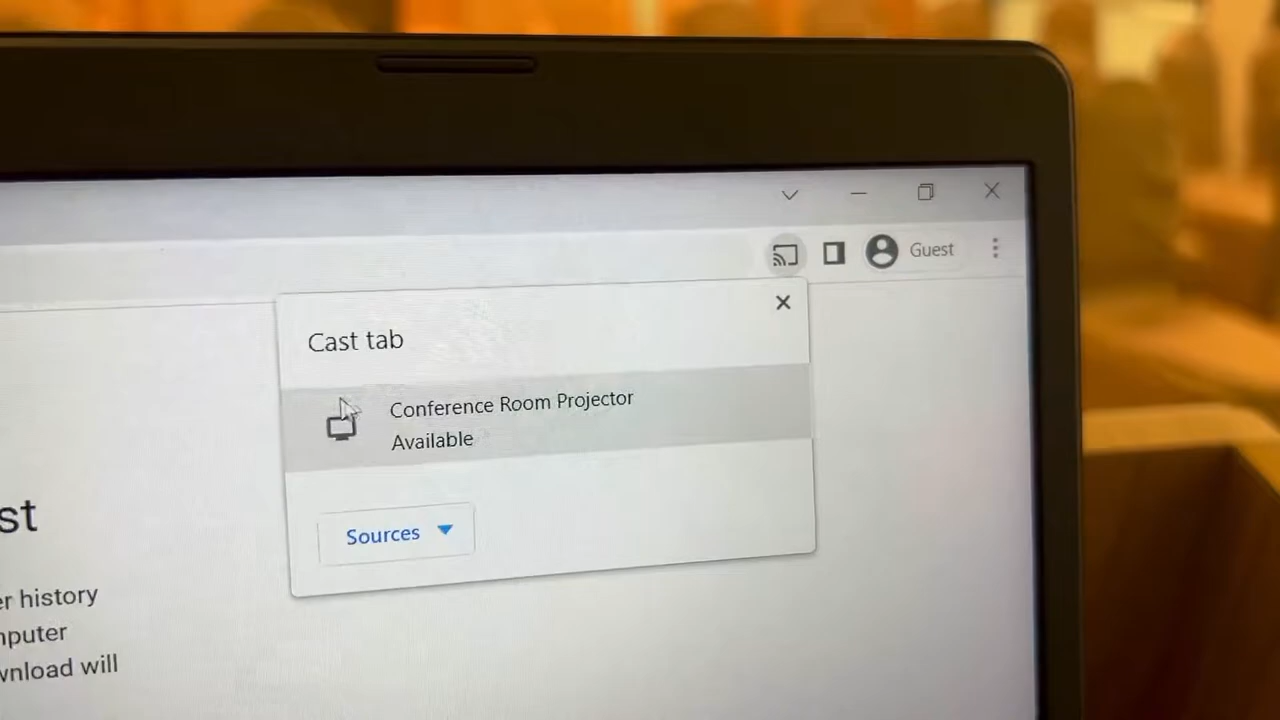 Guest
Cast tab
Conference Room Projector
Available
Sources
st
er history
mputer
wnload will